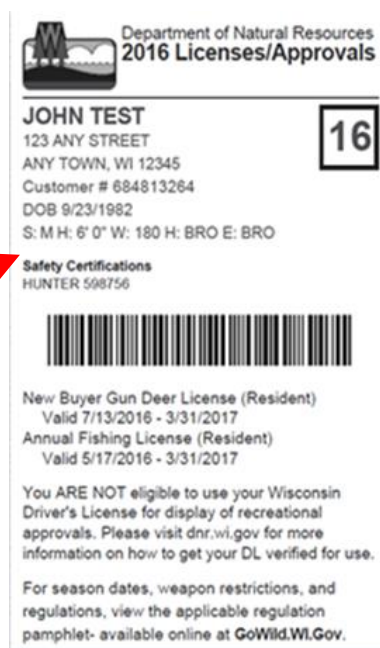 Department of Natural Resources
2016 Licenses/Approvals
JOHN TEST
16
123 ANY STREET
ANY TOWN, WI 12345
Customer # 684813264
DOB 9/23/1982
S: M H: 6' 0" W: 180 H: BRO E: BRO
Safety Certifications
HUNTER 598756
New Buyer Gun Deer License (Resident)
Valid 7/13/2016 - 3/31/2017
Annual Fishing License (Resident)
Valid 5/17/2016 - 3/31/2017
You ARE NOT eligible to use your Wisconsin
Driver's License for display of recreational
approvals. Please visit dnr.wi.gov for more
information on how to get your DL verified for use.
For season dates, weapon restrictions, and
regulations, view the applicable regulation
pamphlet- available online at GoWild.WI.Gov.